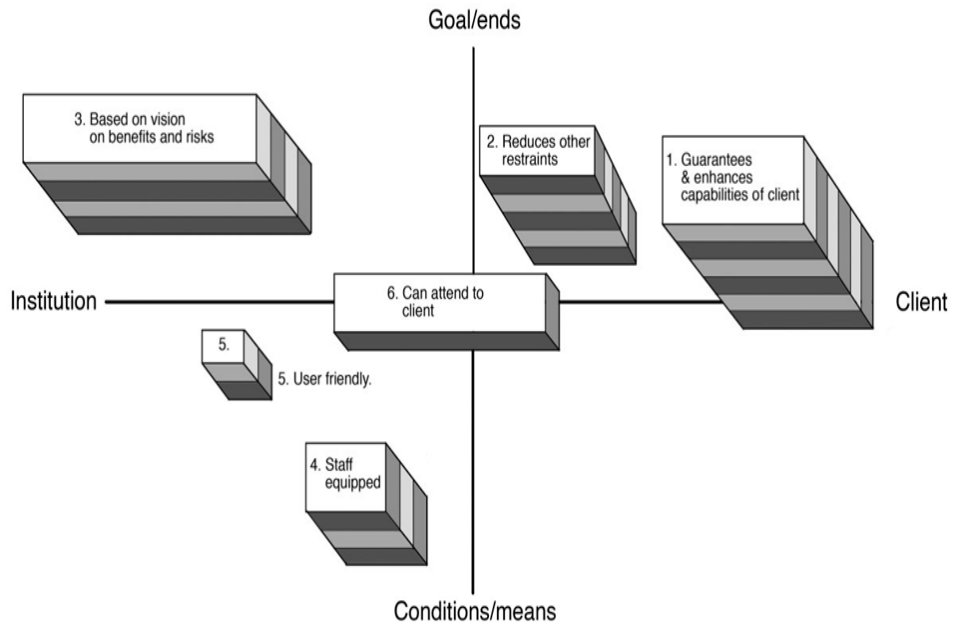 Goal/ends
3. Based on vision
on benefits and risks
2. Reduces other
restraints
1. Guarantees
& enhances
capabilities of client
Institution
6. Can attend to
client
Client
5.
5. User friendly.
4. Staff
equipped
Conditions/means